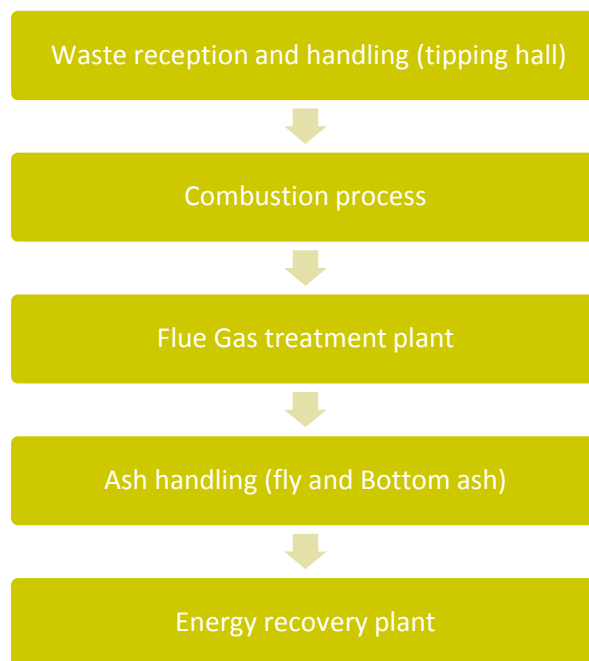 Waste reception and handling (tipping hall)
Combustion process
Flue Gas treatment plant
Ash handling (fly and Bottom ash)
Energy recovery plant